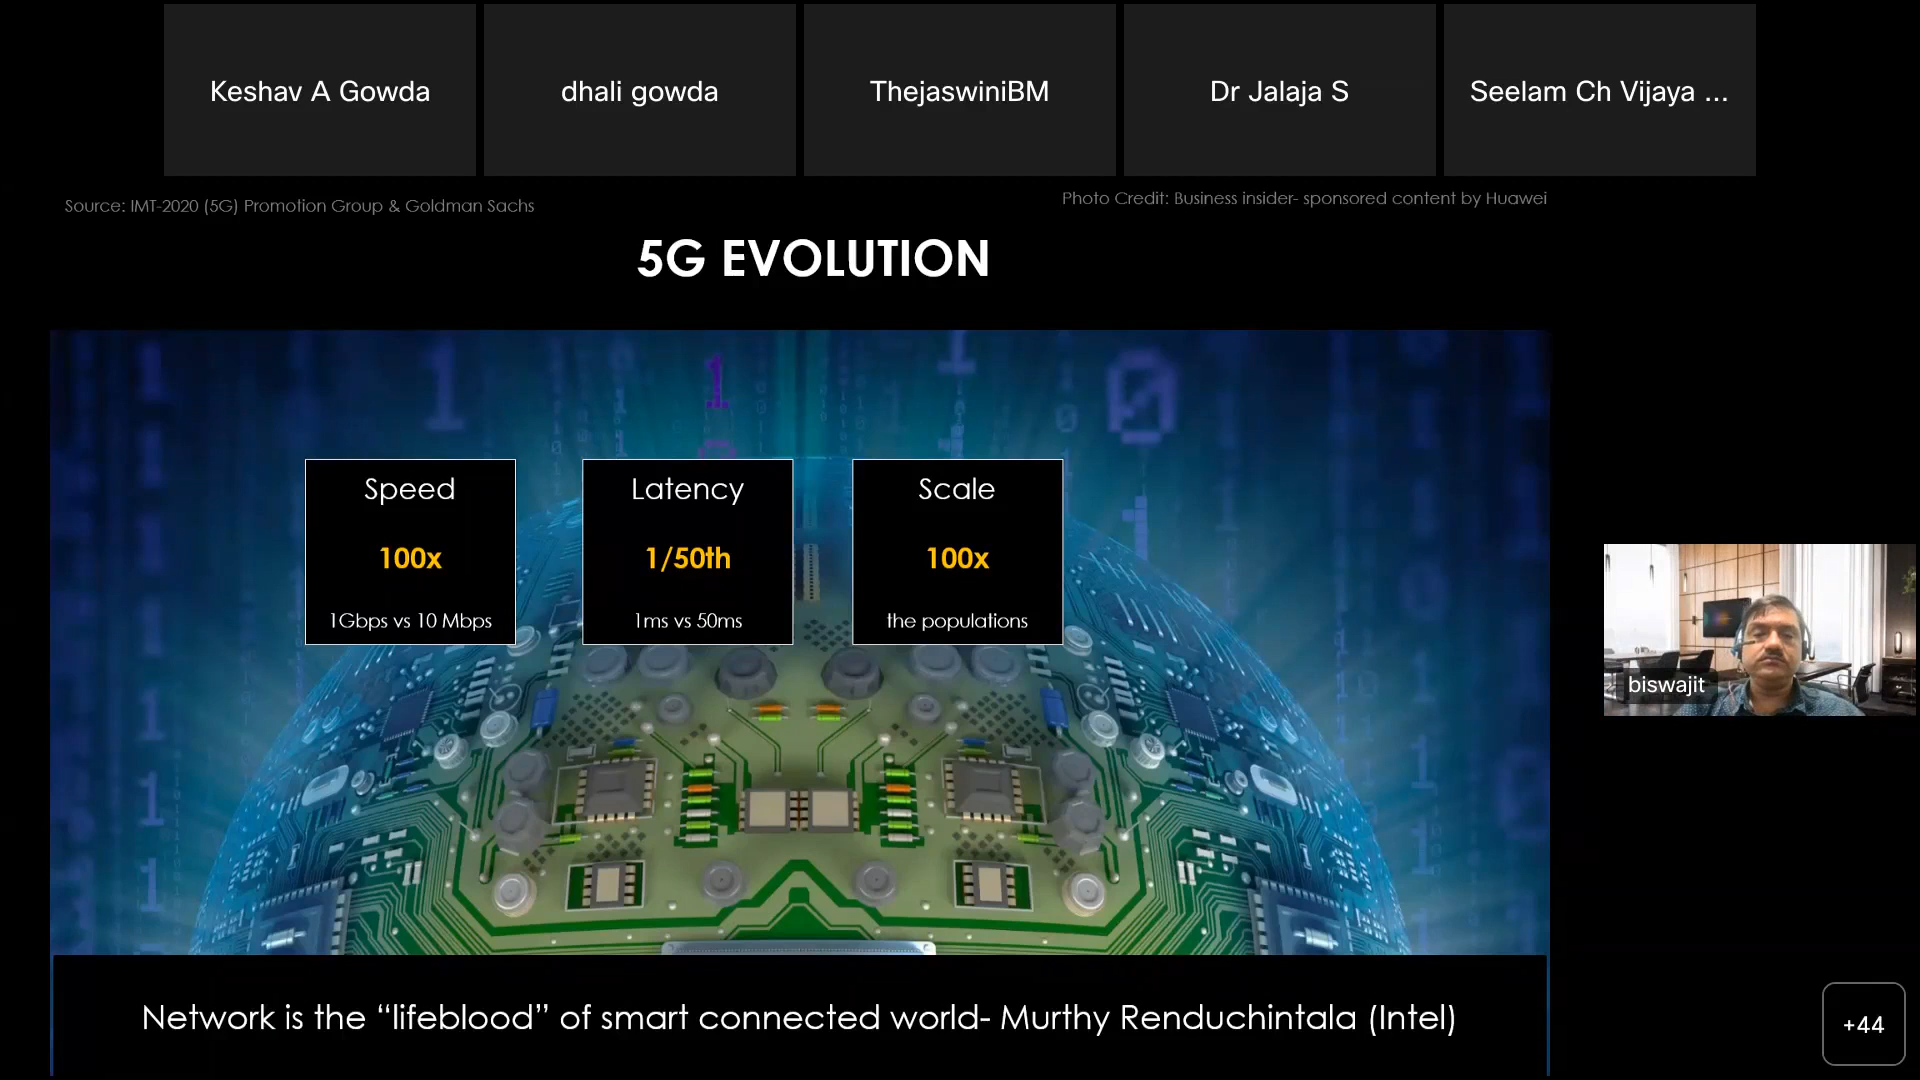 Keshav A Gowda
dhali gowda
ThejaswiniBM
Dr Jalaja S
Seelam Ch Vijaya ...
Source: IMT-2020 (5G) Promotion Group & Goldman Sachs
Photo Credit: Business insider- sponsored content by Huawei
5G EVOLUTION
Speed
100x
1Gbps vs 10 Mbps
Latency
1/50th
1ms vs 50ms
Scale
100x
the populations
biswajit
Network is the “lifeblood” of smart connected world- Murthy Renduchintala (Intel)
+44